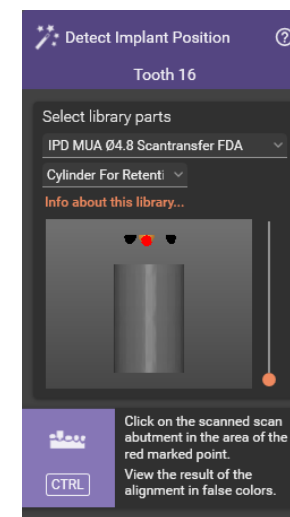 Detect Implant Position
Tooth 16
Select library parts
IPD MUA Ø4.8 Scantransfer FDA
Cylinder For Retenti
Info about this library...
Click on the scanned scan
abutment in the area of the
red marked point.
View the result of the
alignment in false colors.
CTRL